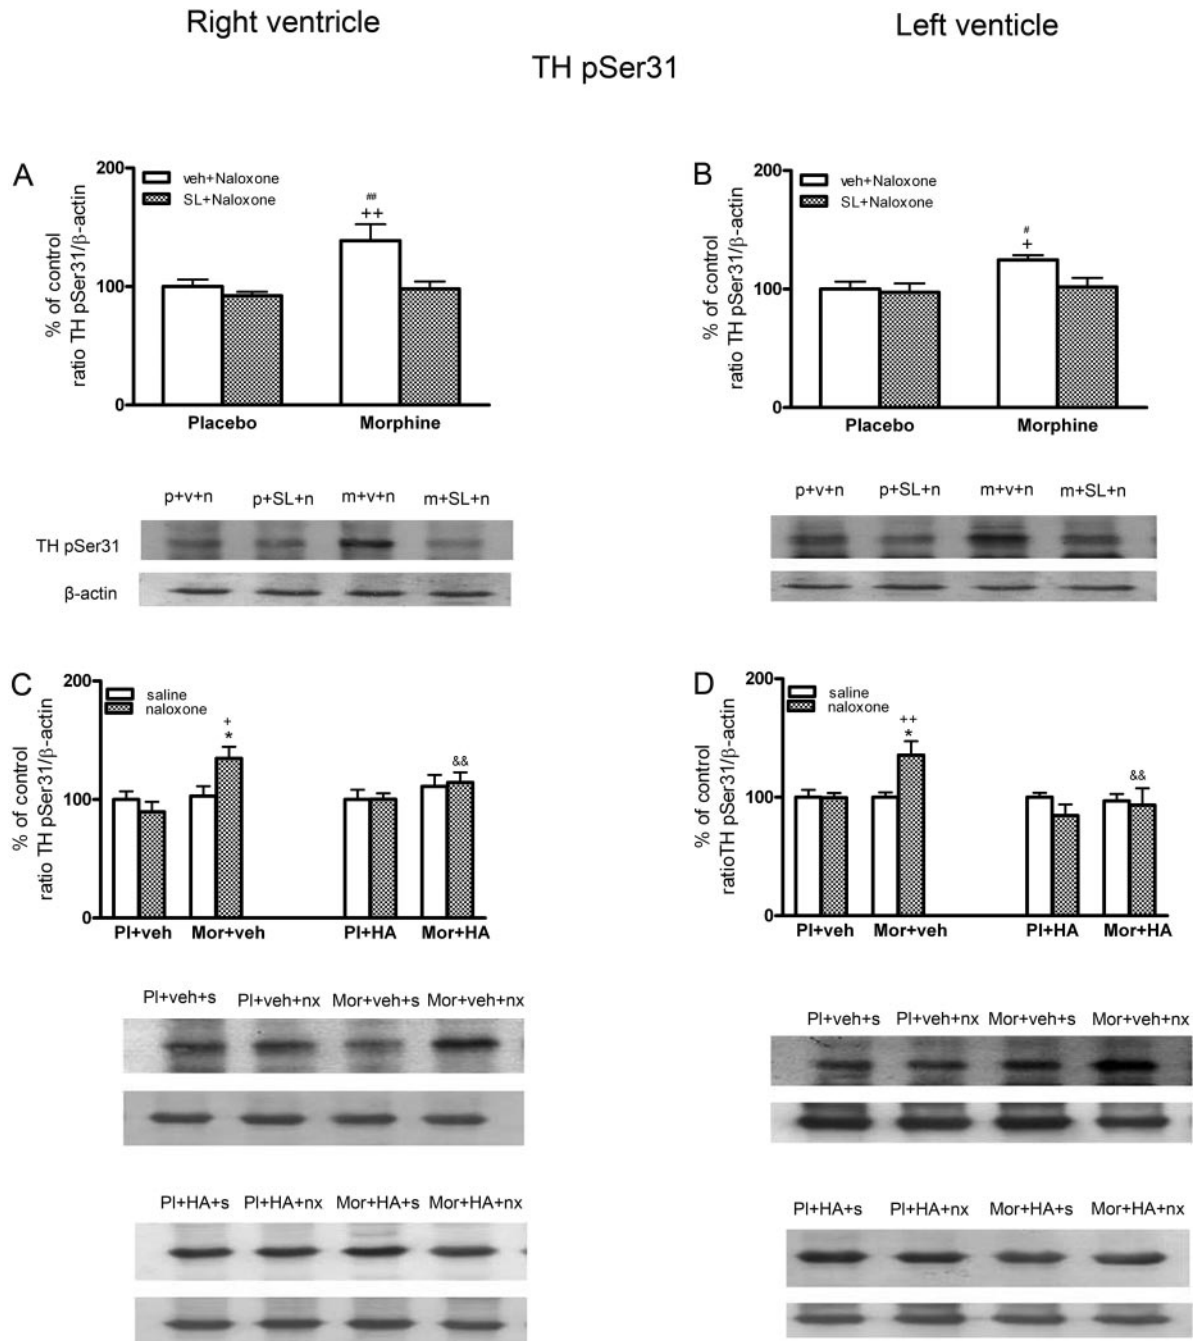 Right ventricle
Left venticle
TH pSer31
A
% of control
ratio TH pSer31/β-actin
200
100
0
veh+Naloxone
SL+Naloxone
##
++
Placebo
Morphine
p+v+n
p+SL+n
m+v+n
m+SL+n
TH pSer31
β-actin
B
% of control
ratio TH pSer31/β-actin
200
100
0
veh+Naloxone
SL+Naloxone
#
+
Placebo
Morphine
p+v+n
p+SL+n
m+v+n
m+SL+n
C
% of control
ratio TH pSer31/β-actin
200
100
0
saline
naloxone
+
*
&&
Pl+veh
Mor+veh
Pl+HA
Mor+HA
Pl+veh+s
Pl+veh+nx
Mor+veh+s
Mor+veh+nx
Pl+HA+s
Pl+HA+nx
Mor+HA+s
Mor+HA+nx
D
% of control
ratioTH pSer31/β-actin
200
100
0
saline
naloxone
++
*
&&
Pl+veh
Mor+veh
Pl+HA
Mor+HA
Pl+veh+s
Pl+veh+nx
Mor+veh+s
Mor+veh+nx
Pl+HA+s
Pl+HA+nx
Mor+HA+s
Mor+HA+nx